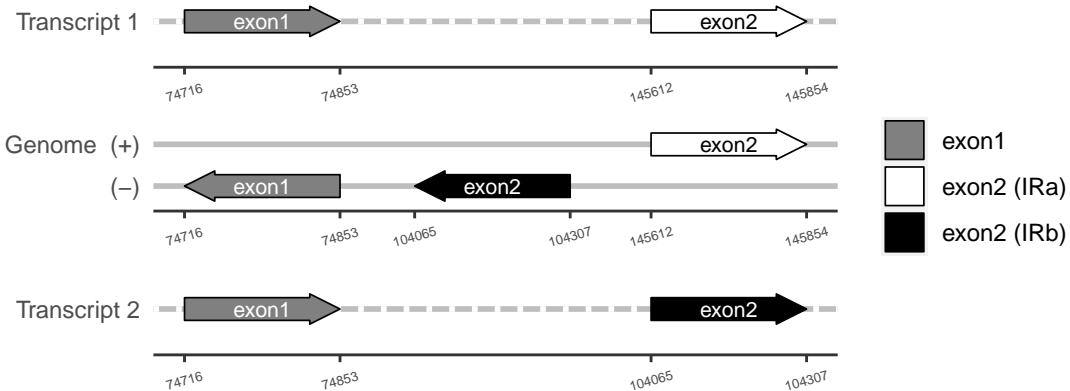 Transcript 1 exon1 exon2
74716 74853 145612 145854
Genome (+) exon2
(−) exon1 exon2
74716 74853 104065 104307 145612 145854
Transcript 2 exon1 exon2
74716 74853 104065 104307
exon1
exon2 (IRa)
exon2 (IRb)